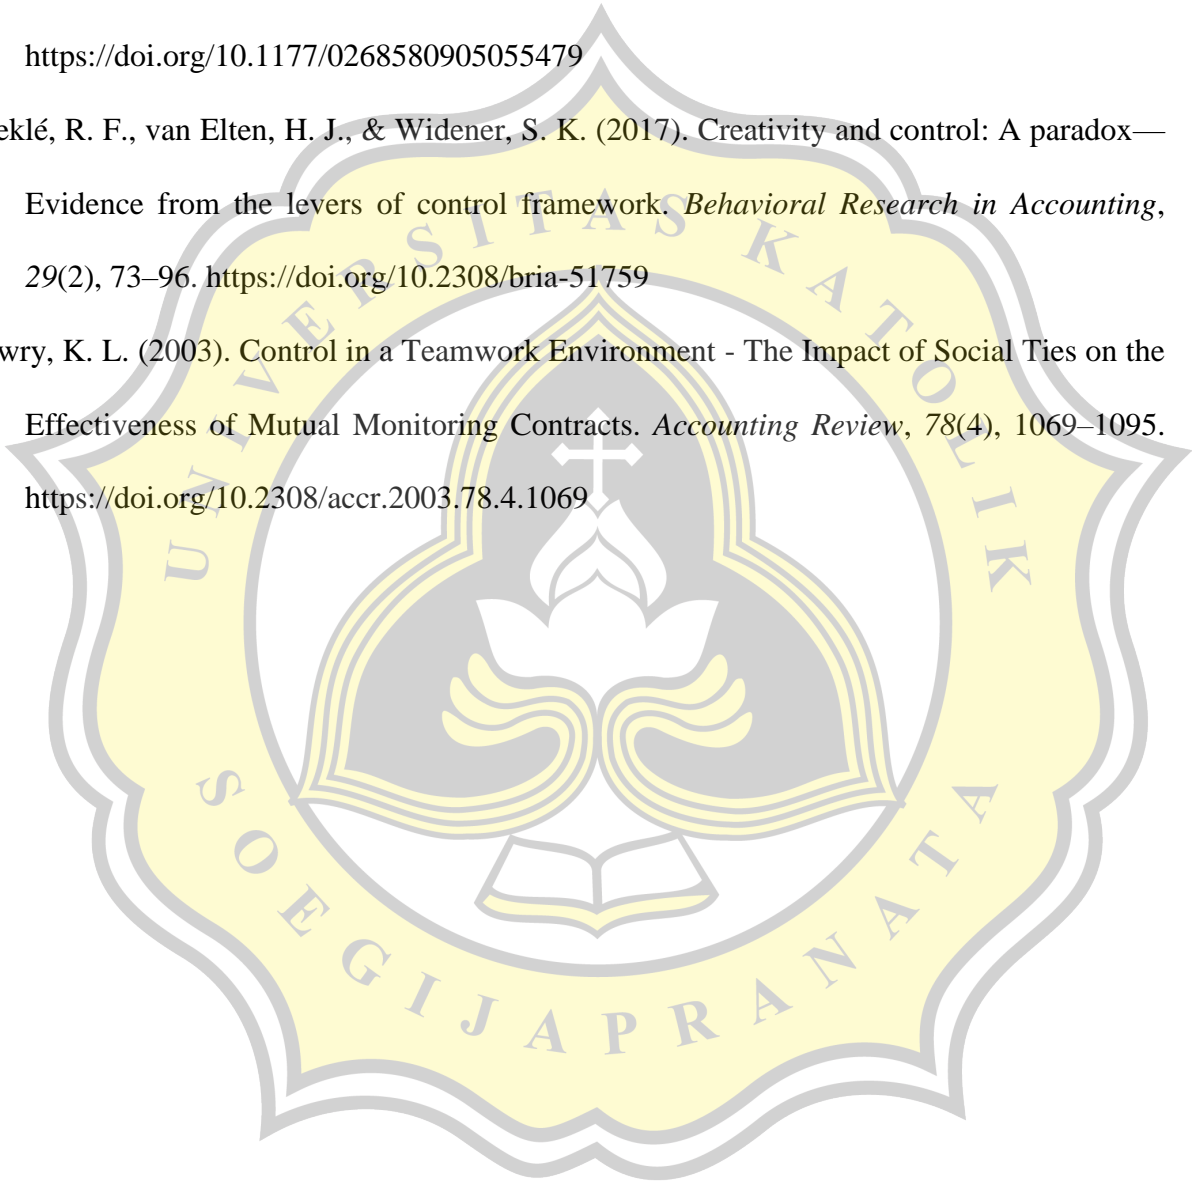 https://doi.org/10.1177/0268580905055479
eklé, R. F., van Elten, H. J., & Widener, S. K. (2017). Creativity and control: A paradox—
Evidence from the levers of control framework. Behavioral Research in Accounting,
29(2), 73–96. https://doi.org/10.2308/bria-51759
wry, K. L. (2003). Control in a Teamwork Environment - The Impact of Social Ties on the
Effectiveness of Mutual Monitoring Contracts. Accounting Review, 78(4), 1069–1095.
https://doi.org/10.2308/accr.2003.78.4.1069
UNIVERSITAS KATOLIK
SOEGIJAPRANATA